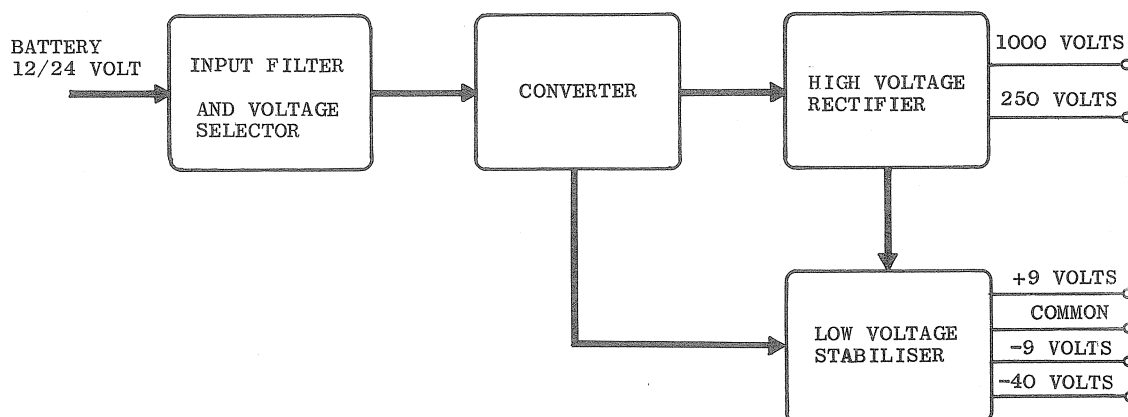 BATTERY
12/24 VOLT
INPUT FILTER
AND VOLTAGE
SELECTOR
CONVERTER
HIGH VOLTAGE
RECTIFIER
1000 VOLTS
250 VOLTS
LOW VOLTAGE
STABILISER
+9 VOLTS
COMMON
-9 VOLTS
-40 VOLTS